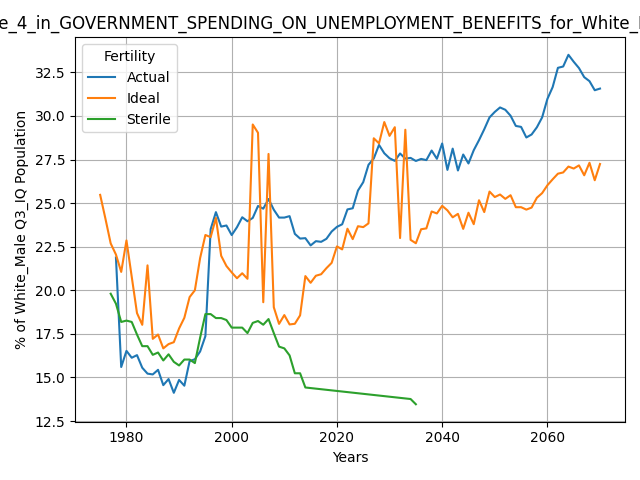 e_4_in_GOVERNMENT_SPENDING_ON_UNEMPLOYMENT_BENEFITS_for_White_
Fertility
Actual
Ideal
Sterile
% of White_Male Q3_IQ Population
32.5
30.0
27.5
25.0
22.5
20.0
17.5
15.0
12.5
1980
2000
2020
2040
2060
Years